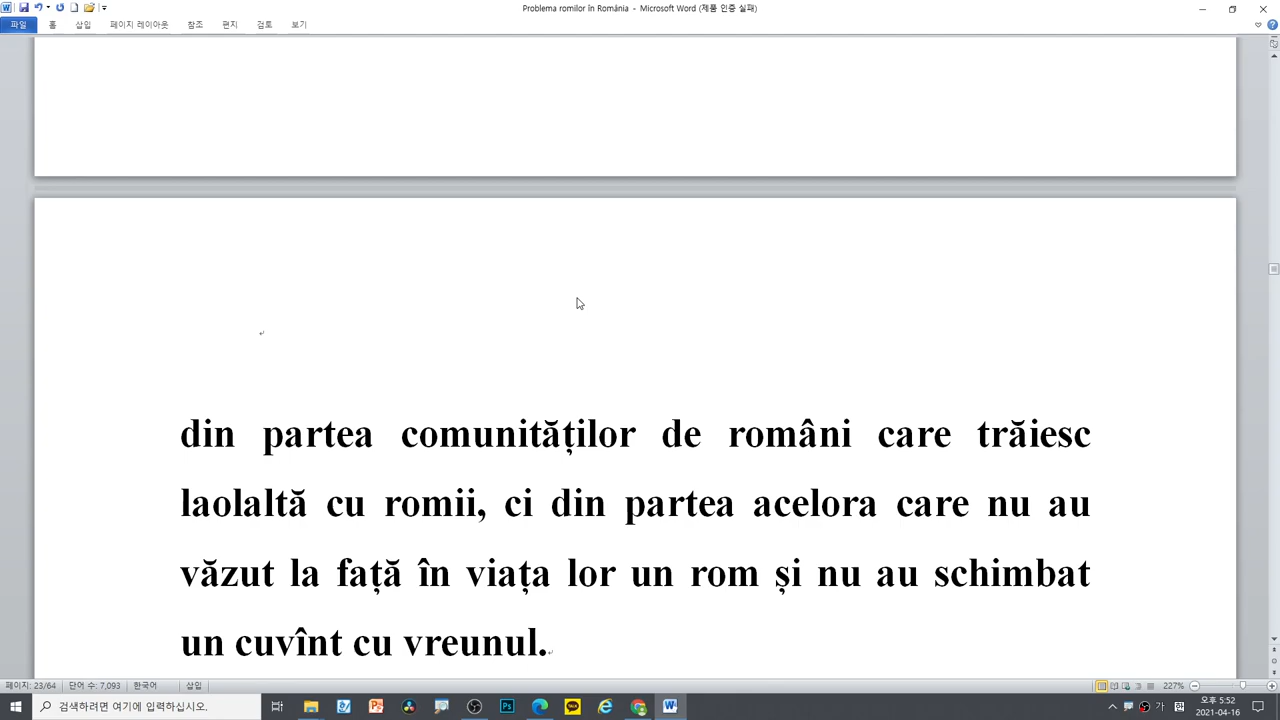 Problema romilor în România - Microsoft Word (제품 인증 실패)
파일 홈 삽입 페이지 레이아웃 참조 편지 검토 보기
din partea comunităților de români care trăiesc
laolaltă cu romii, ci din partea acelora care nu au
văzut la față în viața lor un rom și nu au schimbat
un cuvînt cu vreunul.
페이지: 23/64 단어 수: 7,093 한국어 삽입 227%
검색하려면 여기에 입력하십시오. 가 오후 5:52
2021-04-16